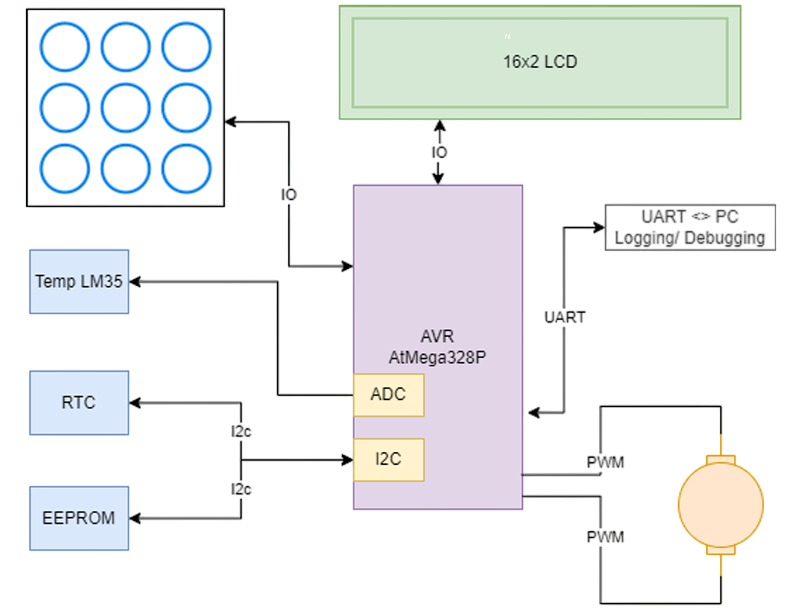 16x2 LCD
IO
IO
UART <> PC
Logging/ Debugging
Temp LM35
UART
AVR
AtMega328P
ADC
RTC
I2c
I2C
PWM
I2c
EEPROM
PWM